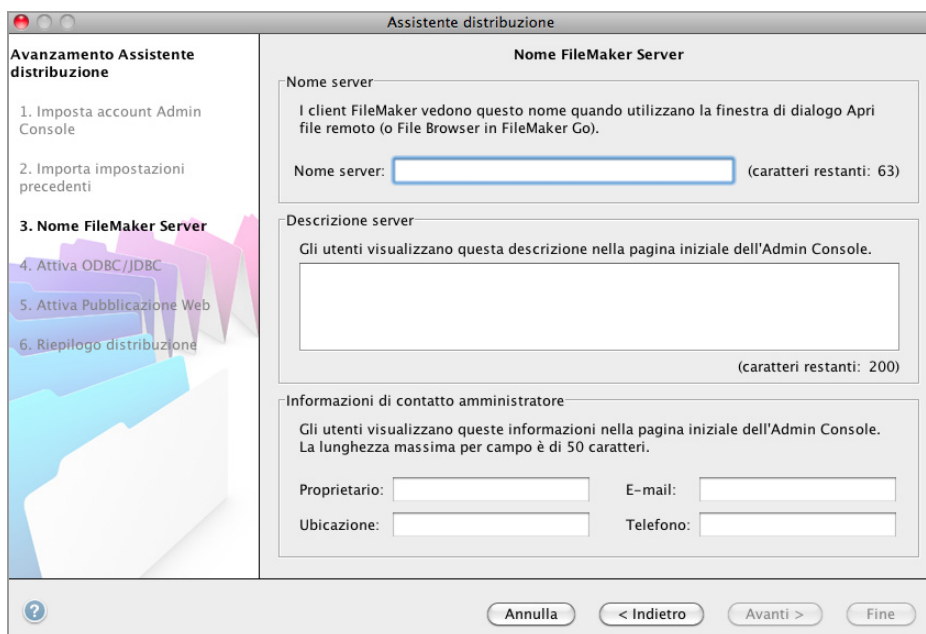 Assistente distribuzione
Avanzamento Assistente
distribuzione
1. Imposta account Admin
Console
2. Importa impostazioni
precedenti
3. Nome FileMaker Server
4. Attiva ODBC/JDBC
5. Attiva Pubblicazione Web
6. Riepilogo distribuzione
Nome FileMaker Server
Nome server
I client FileMaker vedono questo nome quando utilizzano la finestra di dialogo Apri
file remoto (o File Browser in FileMaker Go).
Nome server: (caratteri restanti: 63)
Descrizione server
Gli utenti visualizzano questa descrizione nella pagina iniziale dell'Admin Console.
(caratteri restanti: 200)
Informazioni di contatto amministratore
Gli utenti visualizzano queste informazioni nella pagina iniziale dell'Admin Console.
La lunghezza massima per campo è di 50 caratteri.
Proprietario: E-mail:
Ubicazione: Telefono:
? Annulla < Indietro Avanti > Fine